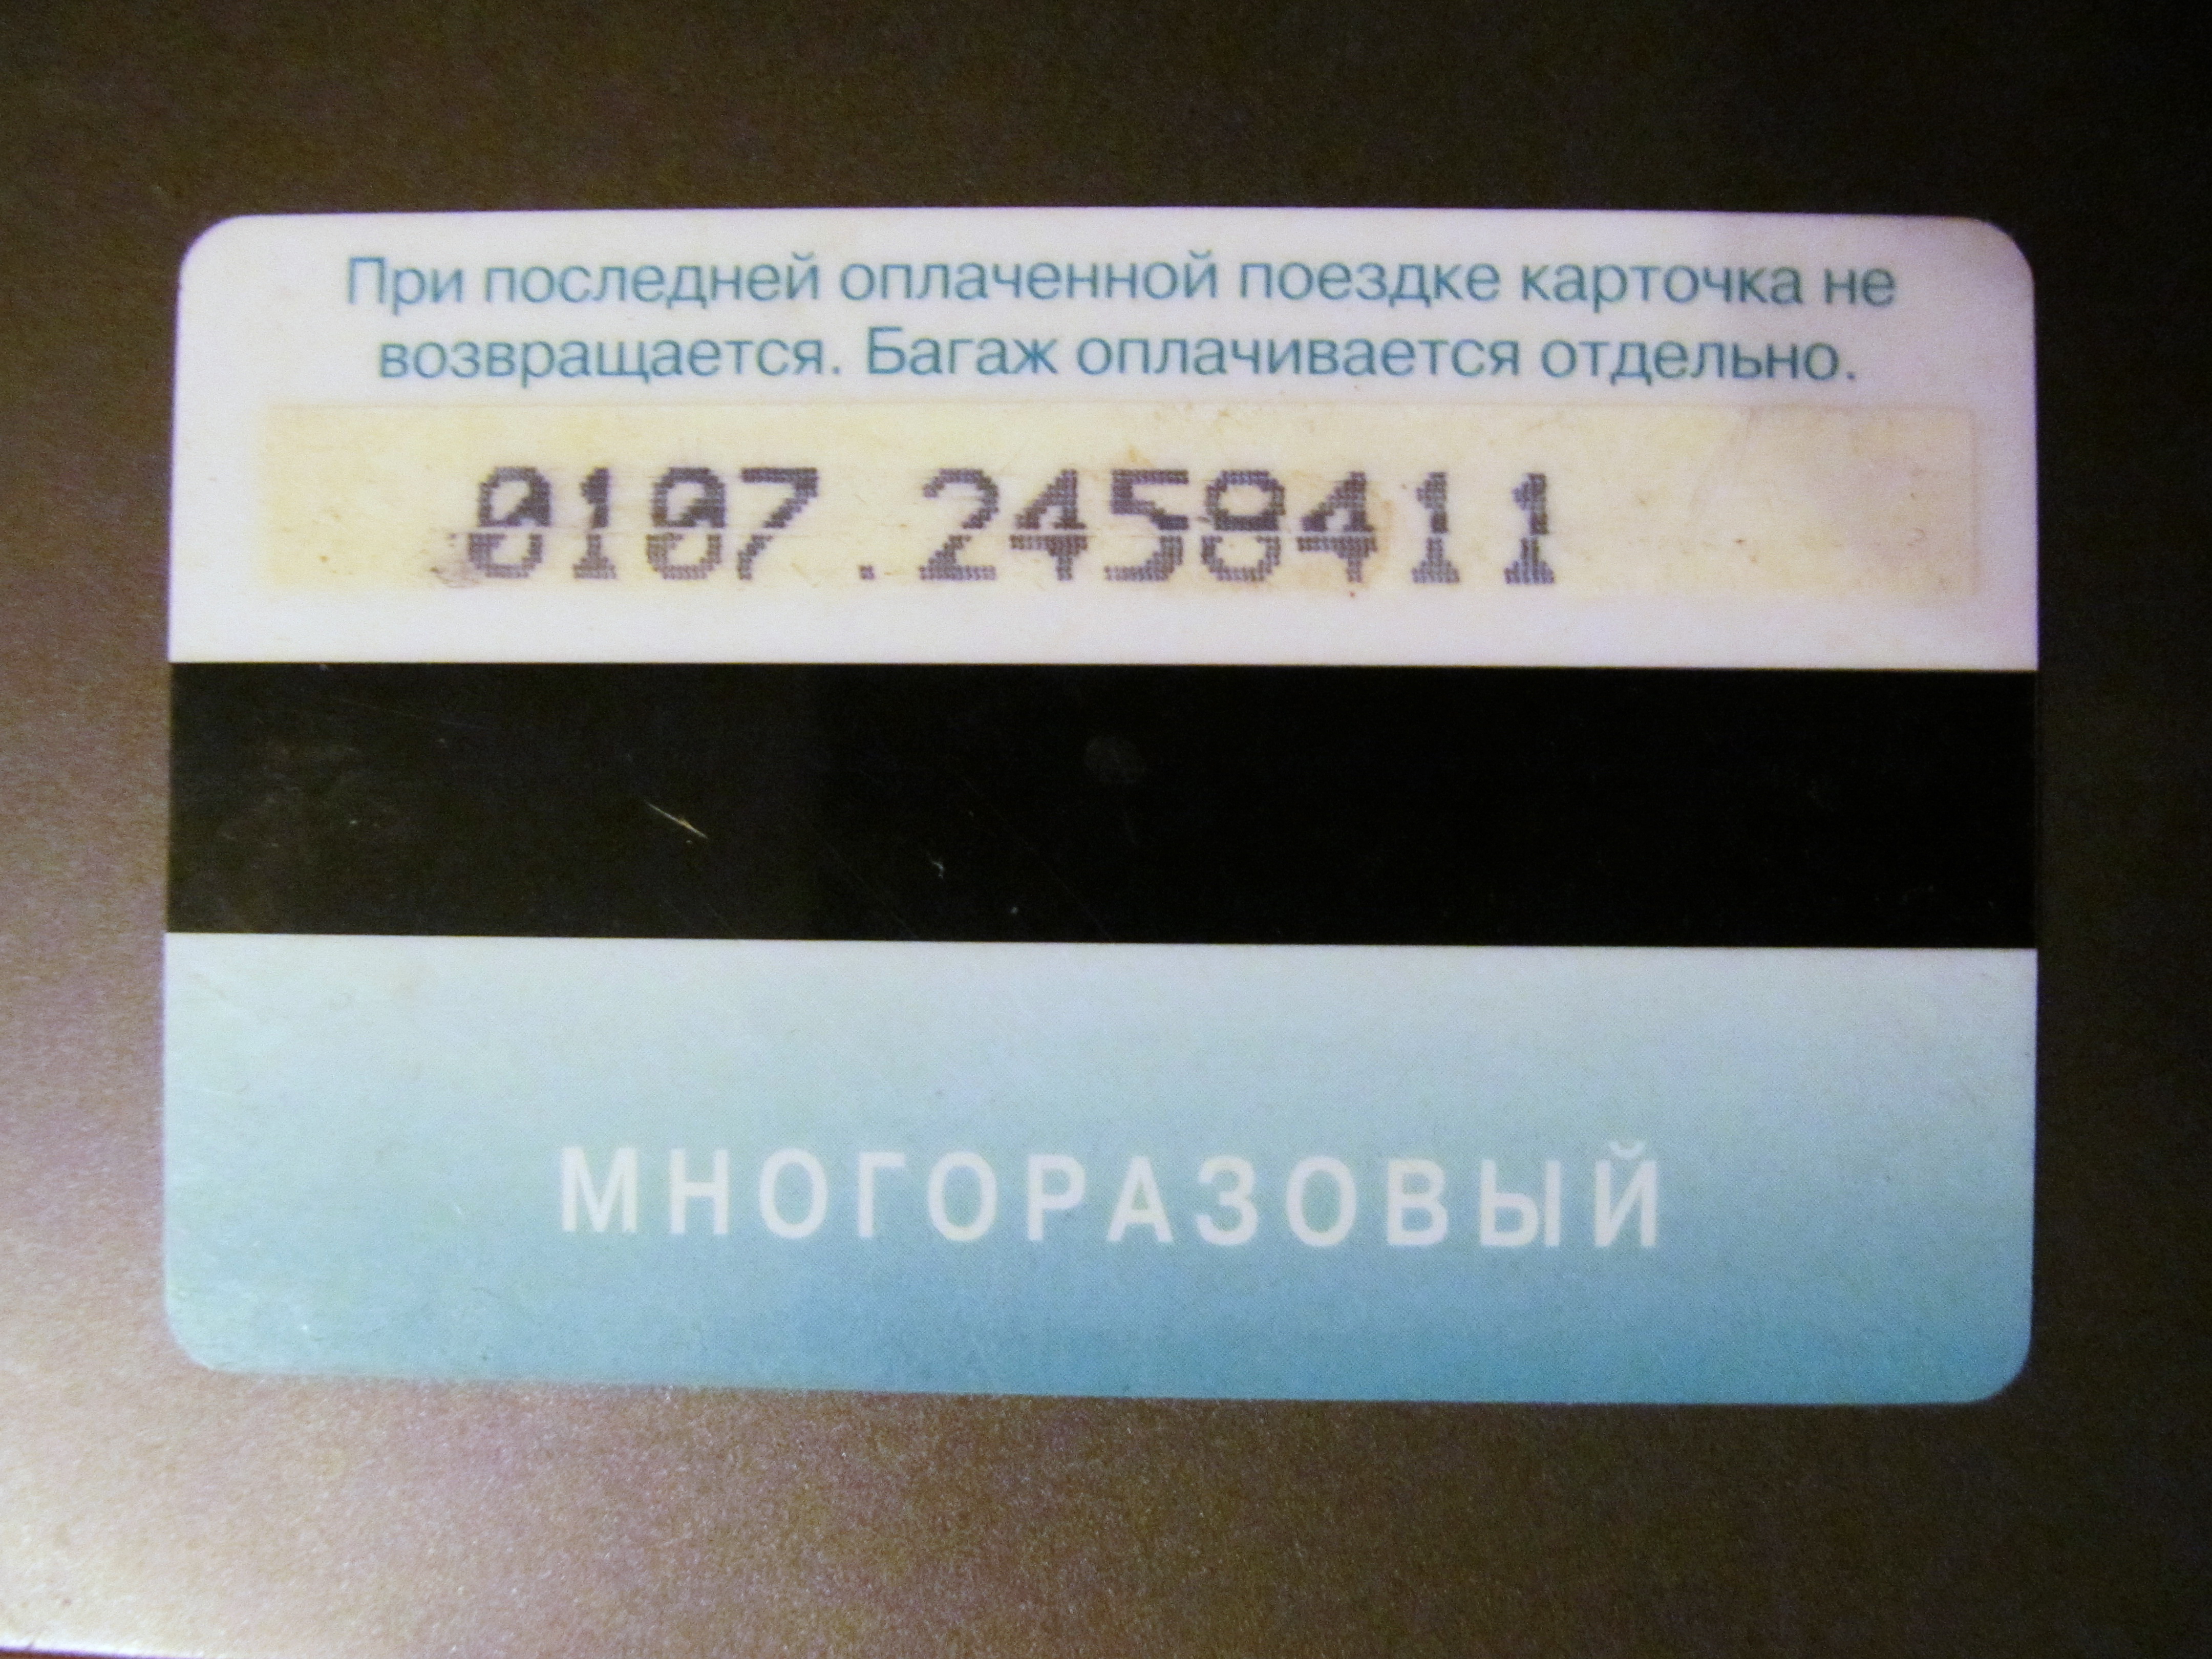 При последней оплаченной поездке карточка не
возвращается. Багаж оплачивается отдельно.
0107.2458411
МНОГОРАЗОВЫЙ